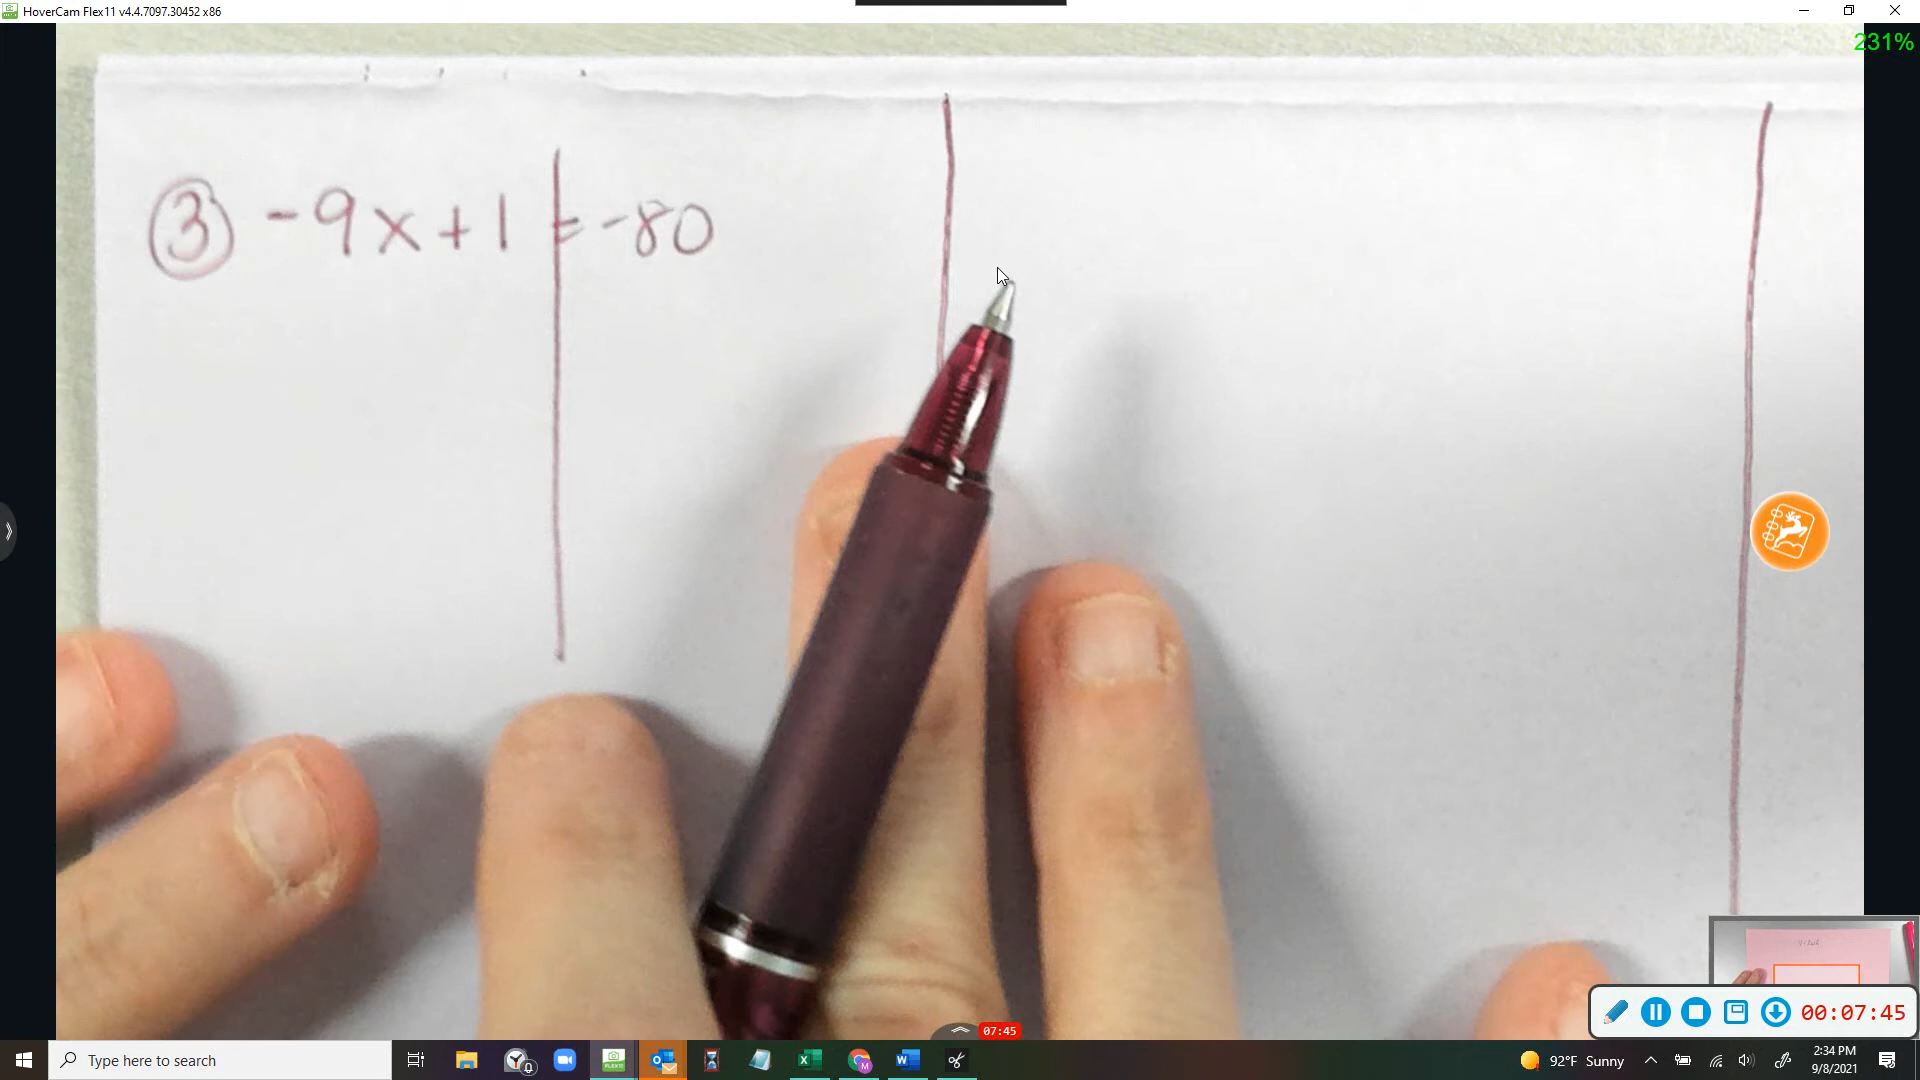 HoverCam Flex11 v4.4.7097.30452 x86
231%
③ -9x+1 = -80
07:45
00:07:45
Type here to search
0
92°F Sunny
2:34 PM
9/8/2021